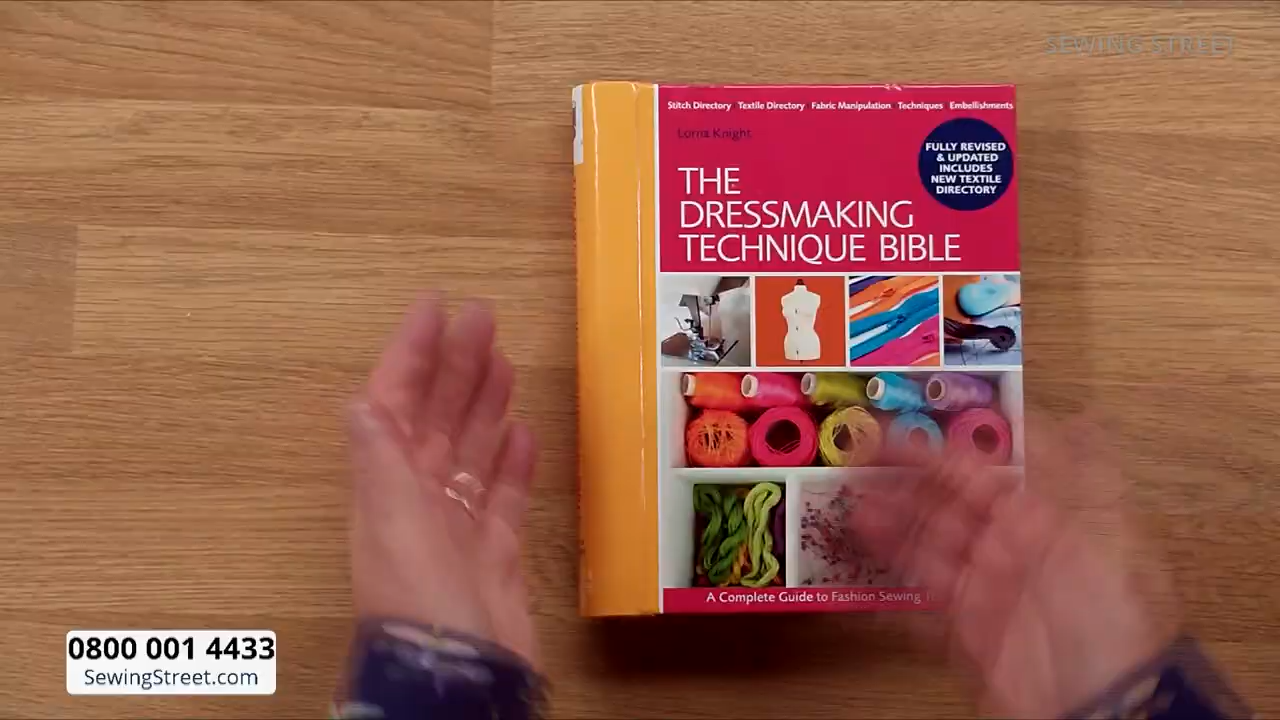 SEWING STREET
Stitch Directory Textile Directory Fabric Manipulation Techniques Embellishments
Lorna Knight
FULLY REVISED
& UPDATED
INCLUDES
NEW TEXTILE
DIRECTORY
THE
DRESSMAKING
TECHNIQUE BIBLE
A Complete Guide to Fashion Sewing
0800 001 4433
SewingStreet.com